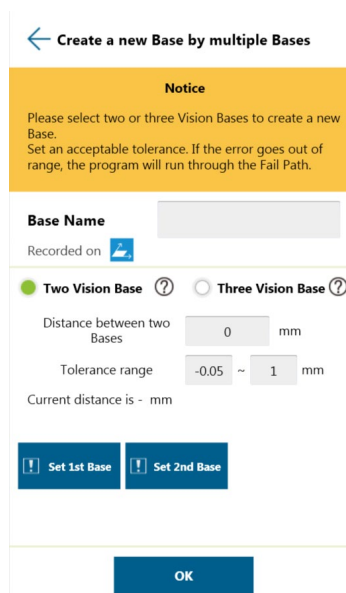 Create a new Base by multiple Bases
Notice
Please select two or three Vision Bases to create a new
Base.
Set an acceptable tolerance. If the error goes out of
range, the program will run through the Fail Path.
Base Name
Recorded on
Two Vision Base ? Three Vision Base ?
Distance between two
Bases
0 mm
Tolerance range -0.05 ~ 1 mm
Current distance is - mm
! Set 1st Base ! Set 2nd Base
OK